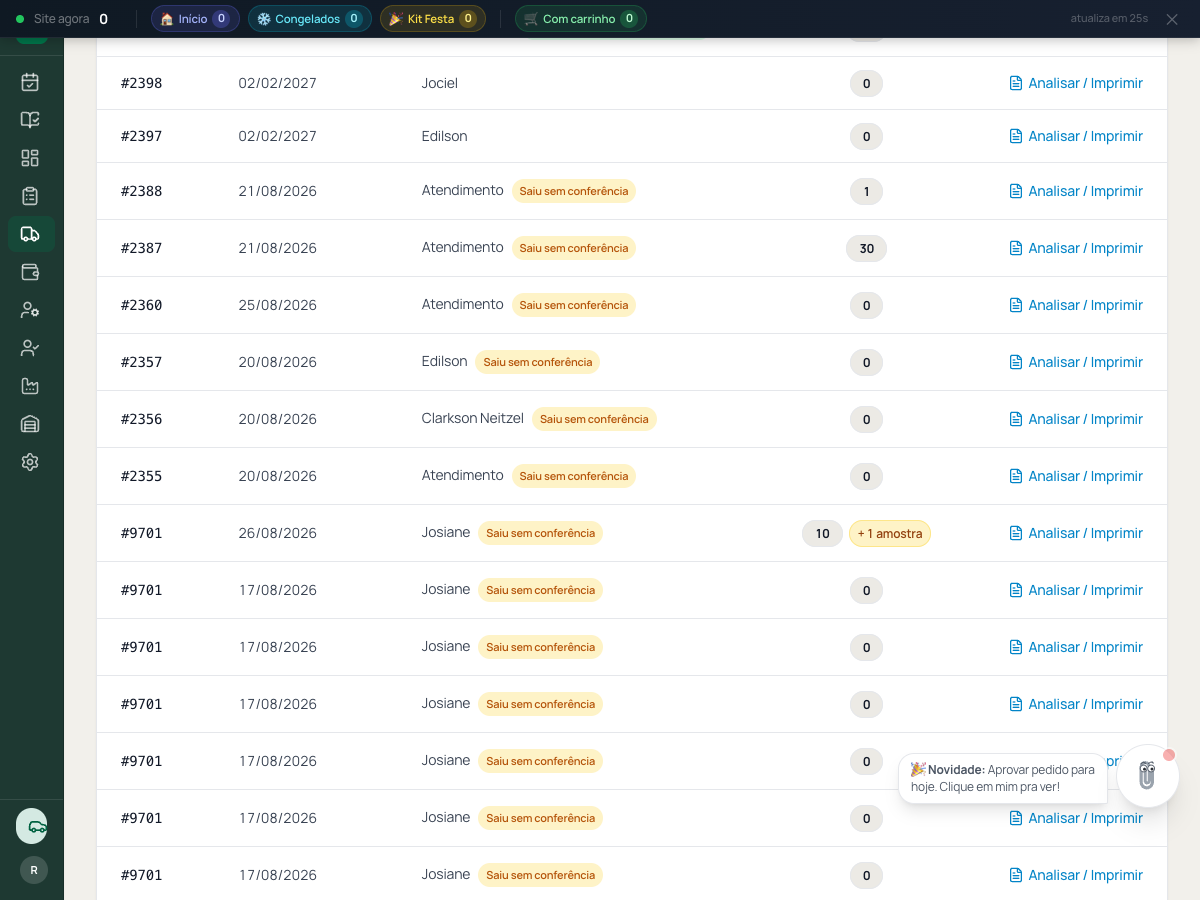 Site agora 0 🏠 Início 0 ❄️ Congelados 0 🎉 Kit Festa 0 🛒 Com carrinho 0 atualiza em 25s
#2398 02/02/2027 Jociel 0 Analisar / Imprimir
#2397 02/02/2027 Edilson 0 Analisar / Imprimir
#2388 21/08/2026 Atendimento Saiu sem conferência 1 Analisar / Imprimir
#2387 21/08/2026 Atendimento Saiu sem conferência 30 Analisar / Imprimir
#2360 25/08/2026 Atendimento Saiu sem conferência 0 Analisar / Imprimir
#2357 20/08/2026 Edilson Saiu sem conferência 0 Analisar / Imprimir
#2356 20/08/2026 Clarkson Neitzel Saiu sem conferência 0 Analisar / Imprimir
#2355 20/08/2026 Atendimento Saiu sem conferência 0 Analisar / Imprimir
#9701 26/08/2026 Josiane Saiu sem conferência 10 + 1 amostra Analisar / Imprimir
#9701 17/08/2026 Josiane Saiu sem conferência 0 Analisar / Imprimir
#9701 17/08/2026 Josiane Saiu sem conferência 0 Analisar / Imprimir
#9701 17/08/2026 Josiane Saiu sem conferência 0 Analisar / Imprimir
#9701 17/08/2026 Josiane Saiu sem conferência 0
🎉Novidade: Aprovar pedido para
hoje. Clique em mim pra ver!
#9701 17/08/2026 Josiane Saiu sem conferência 0 Analisar / Imprimir
#9701 17/08/2026 Josiane Saiu sem conferência 0 Analisar / Imprimir
R